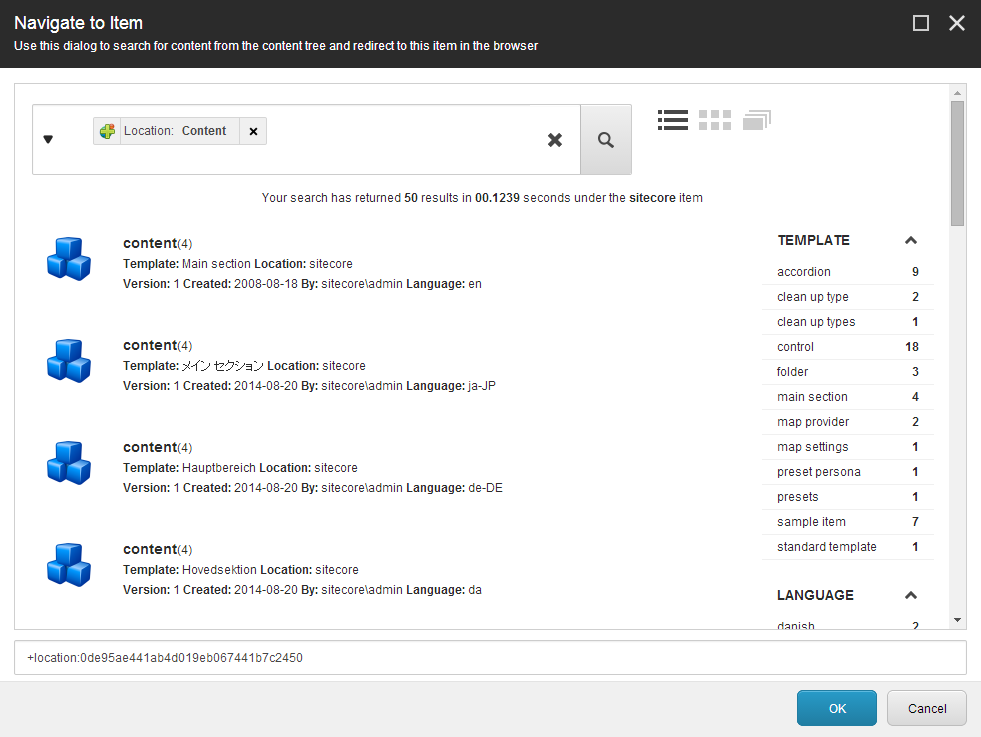 Navigate to Item
Use this dialog to search for content from the content tree and redirect to this item in the browser
Location: Content
Your search has returned 50 results in 00.1239 seconds under the sitecore item
content(4)
Template: Main section Location: sitecore
Version: 1 Created: 2008-08-18 By: sitecore\admin Language: en
content(4)
Template: メイン セクション Location: sitecore
Version: 1 Created: 2014-08-20 By: sitecore\admin Language: ja-JP
content(4)
Template: Hauptbereich Location: sitecore
Version: 1 Created: 2014-08-20 By: sitecore\admin Language: de-DE
content(4)
Template: Hovedsektion Location: sitecore
Version: 1 Created: 2014-08-20 By: sitecore\admin Language: da
TEMPLATE
accordion 9
clean up type 2
clean up types 1
control 18
folder 3
main section 4
map provider 2
map settings 1
preset persona 1
presets 1
sample item 7
standard template 1
LANGUAGE
danish 2
+location:0de95ae441ab4d019eb067441b7c2450
OK
Cancel